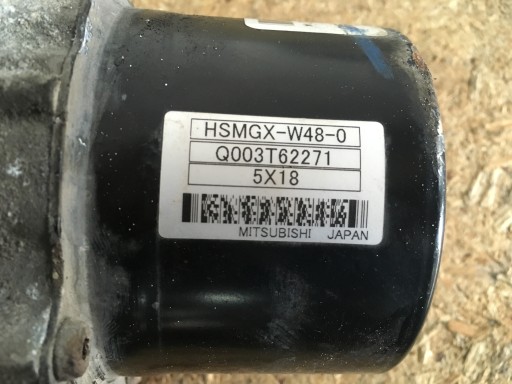 HSMGX-W48-0
Q003T62271
5X18
MITSUBISHI JAPAN